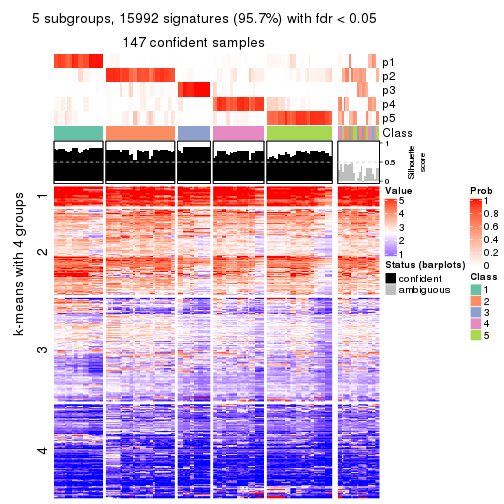 5 subgroups, 15992 signatures (95.7%) with fdr < 0.05
147 confident samples
p1
p2
p3
p4
p5
Class
1
0.5
0
Silhouette
score
k-means with 4 groups
1
2
3
4
Value
5
4
3
2
1
Status (barplots)
confident
ambiguous
Prob
1
0.8
0.6
0.4
0.2
0
Class
1
2
3
4
5